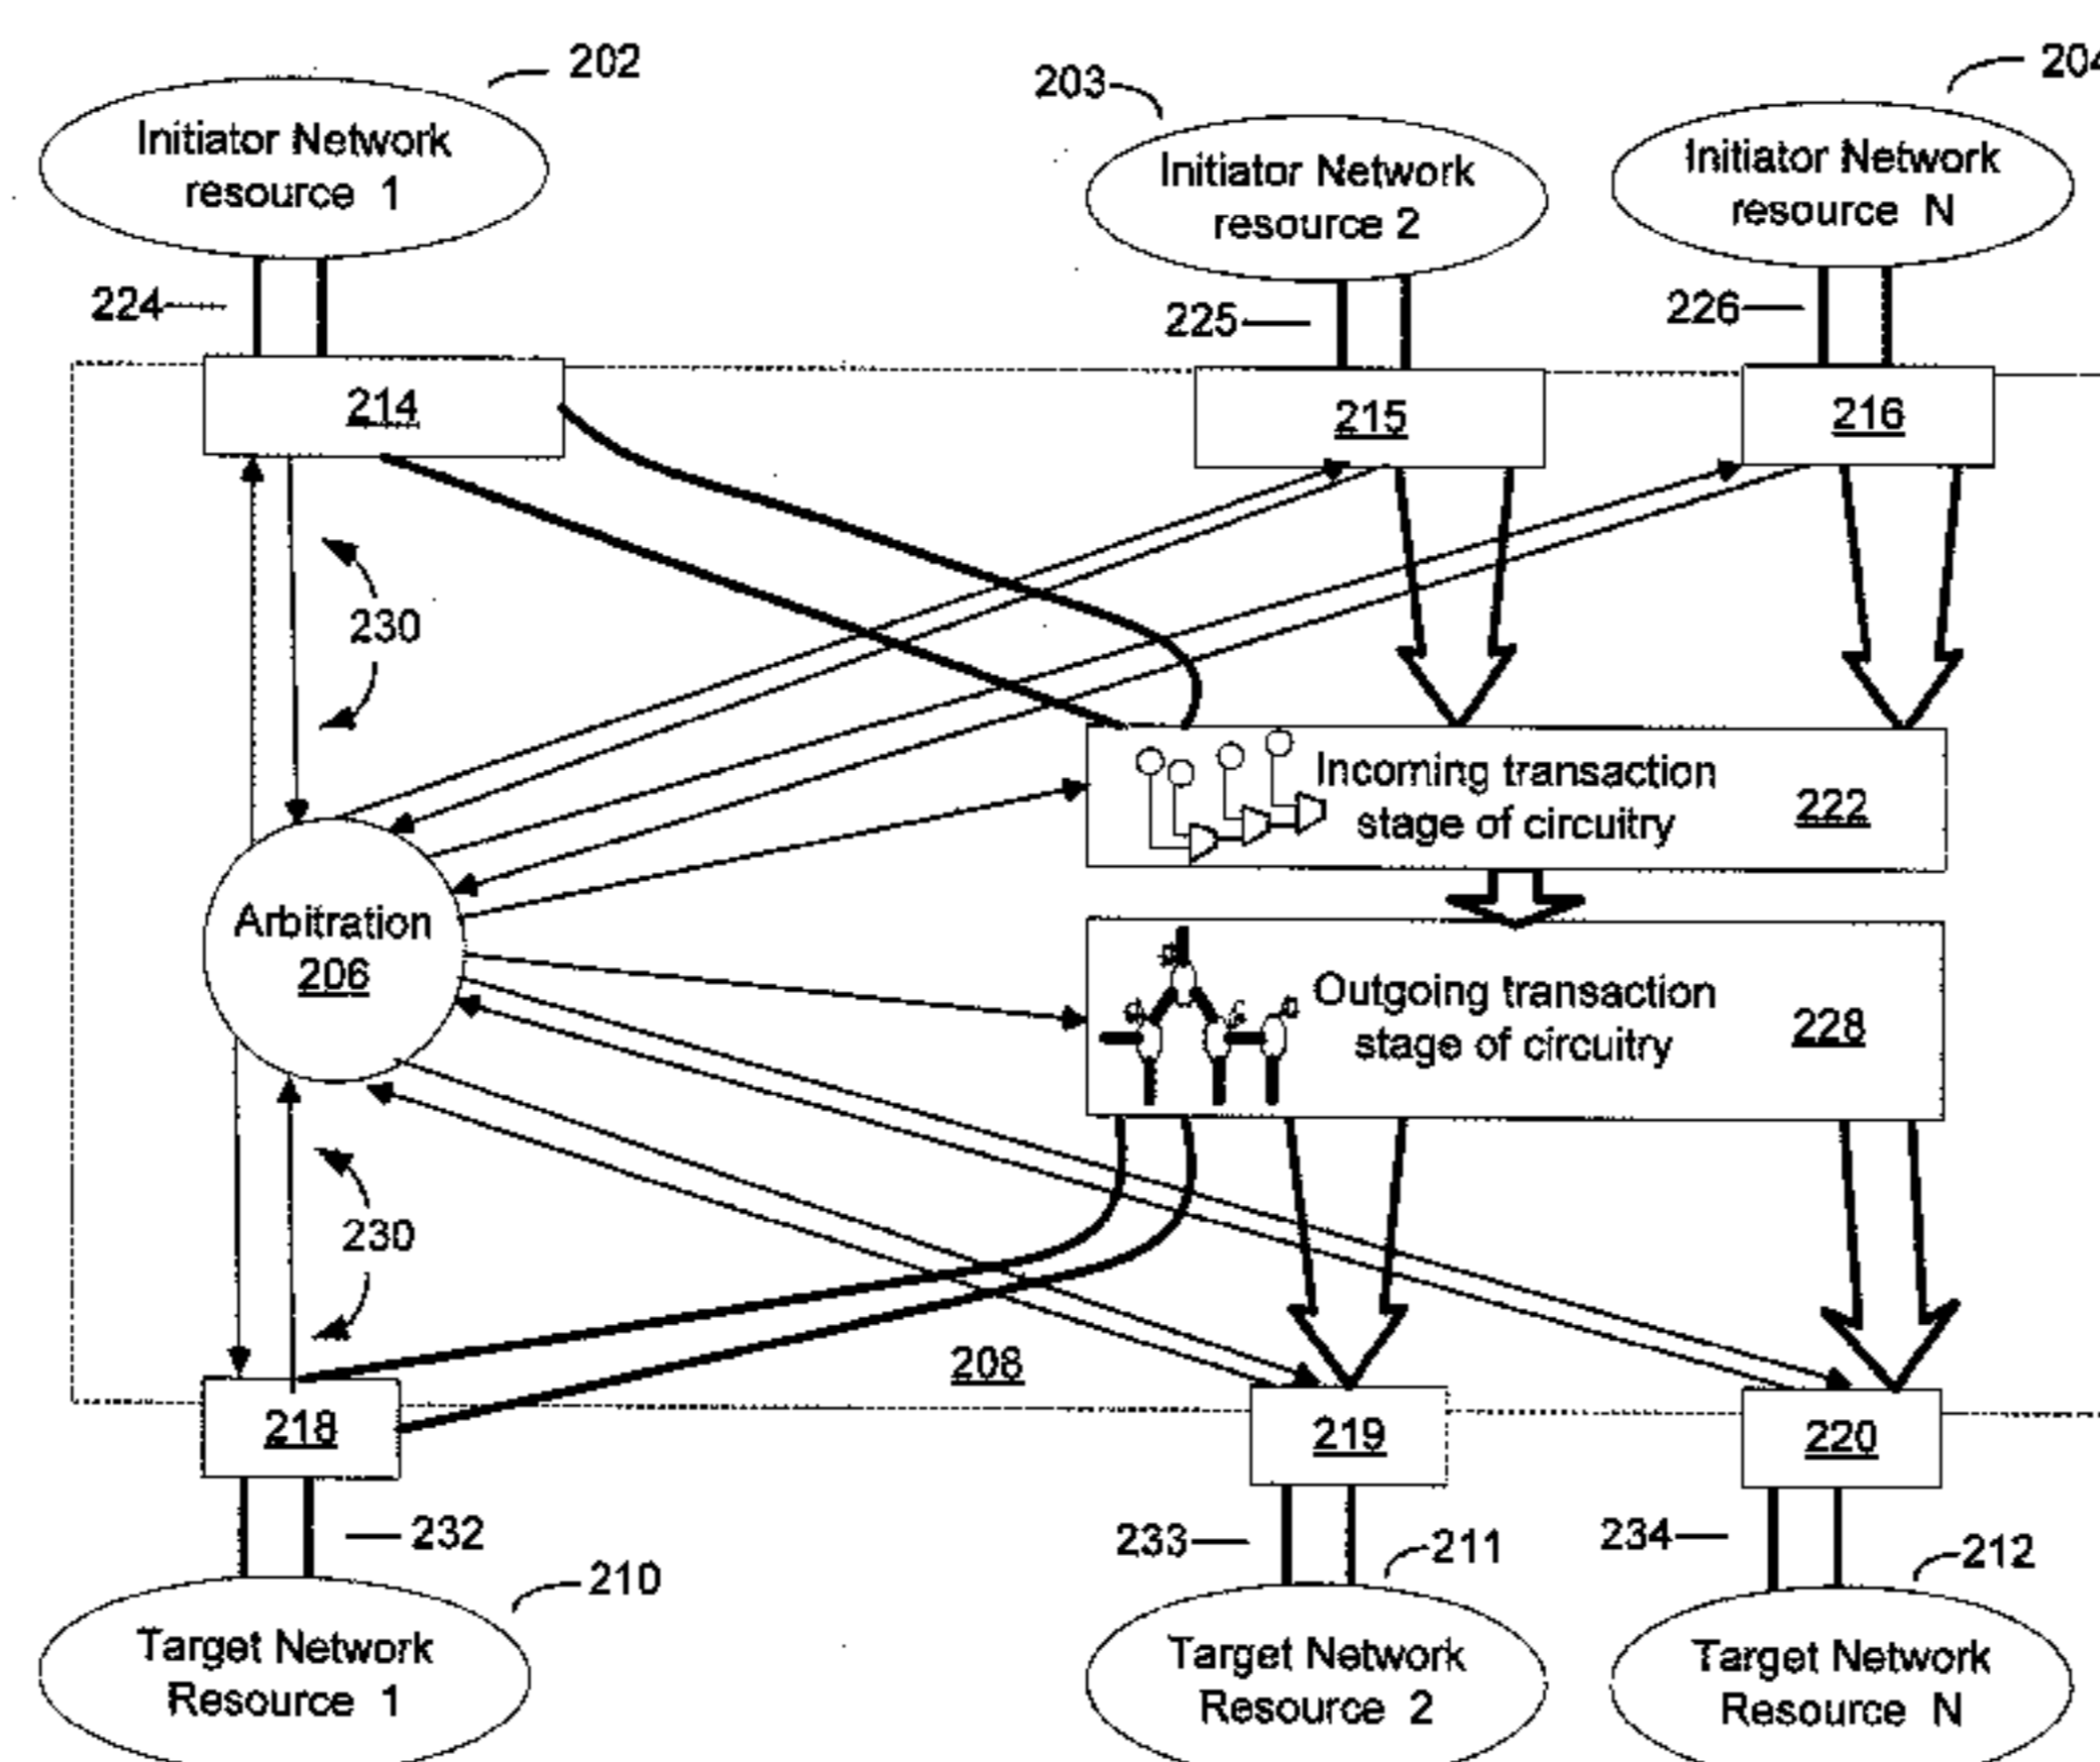 202
203
204
Initiator Network
resource 1
Initiator Network
resource 2
Initiator Network
resource N
224
225
226
214
215
216
230
Incoming transaction
stage of circuitry
222
Arbitration
206
Outgoing transaction
stage of circuitry
228
230
208
218
219
220
232
233
234
210
211
212
Target Network
Resource 1
Target Network
Resource 2
Target Network
Resource N